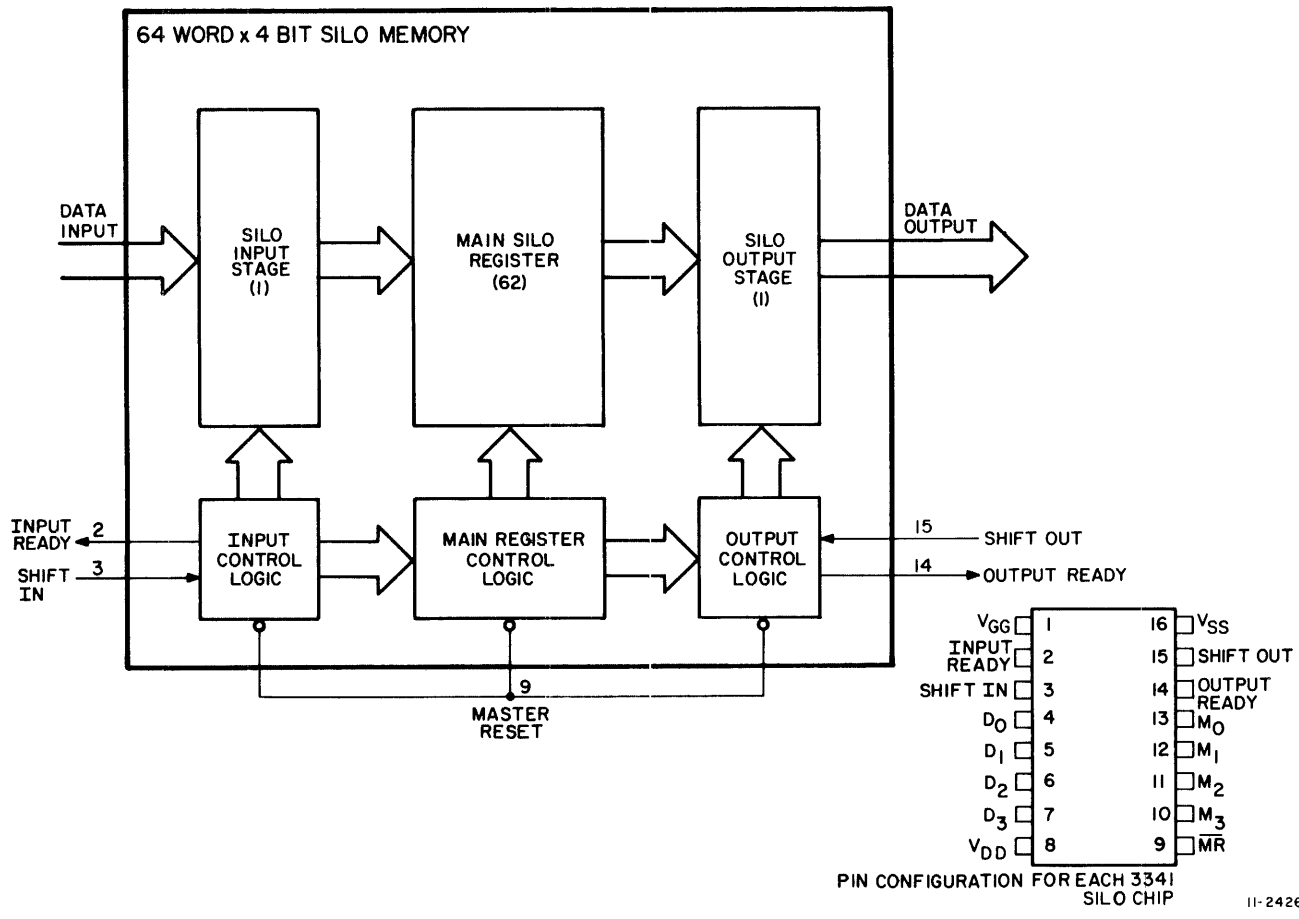 64 WORD x 4 BIT SILO MEMORY
DATA
INPUT
SILO
INPUT
STAGE
(1)
MAIN SILO
REGISTER
(62)
SILO
OUTPUT
STAGE
(1)
DATA
OUTPUT
INPUT
READY
2
SHIFT
IN
3
INPUT
CONTROL
LOGIC
MAIN REGISTER
CONTROL
LOGIC
OUTPUT
CONTROL
LOGIC
15
SHIFT OUT
14
OUTPUT READY
9
MASTER
RESET
VGG 1 16 VSS
INPUT
READY 2 15 SHIFT OUT
SHIFT IN 3 14 OUTPUT
READY
D0 4 13 M0
D1 5 12 M1
D2 6 11 M2
D3 7 10 M3
VDD 8 9 M̅R̅
PIN CONFIGURATION FOR EACH 3341
SILO CHIP
11-2426